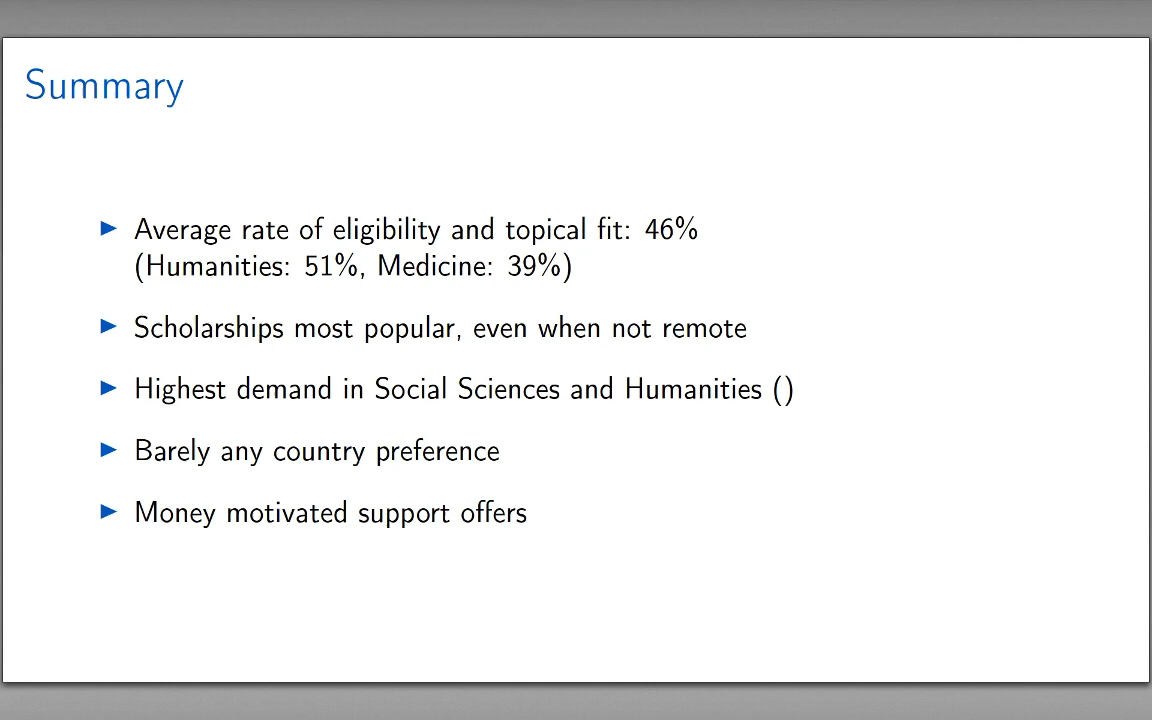 Summary
Average rate of eligibility and topical fit: 46%
(Humanities: 51%, Medicine: 39%)
Scholarships most popular, even when not remote
Highest demand in Social Sciences and Humanities ()
Barely any country preference
Money motivated support offers